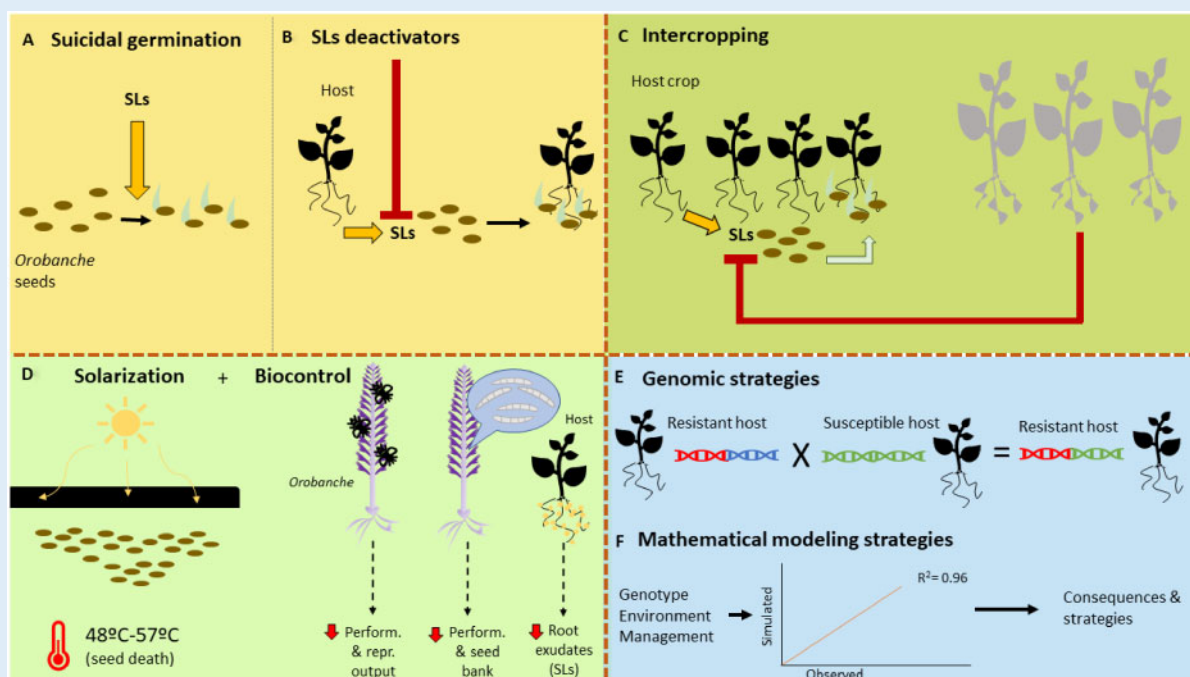 A Suicidal germination
SLs
Orobanche
seeds
B SLs deactivators
Host
SLs
C Intercropping
Host crop
SLs
D Solarization + Biocontrol
48ºC-57ºC
(seed death)
Orobanche
Host
Perform.
& repr.
output
Perform.
& seed
bank
Root
exudates
(SLs)
E Genomic strategies
Resistant host
X
Susceptible host
=
Resistant host
F Mathematical modeling strategies
Genotype
Environment
Management
Simulated
R²= 0.96
Observed
Consequences &
strategies